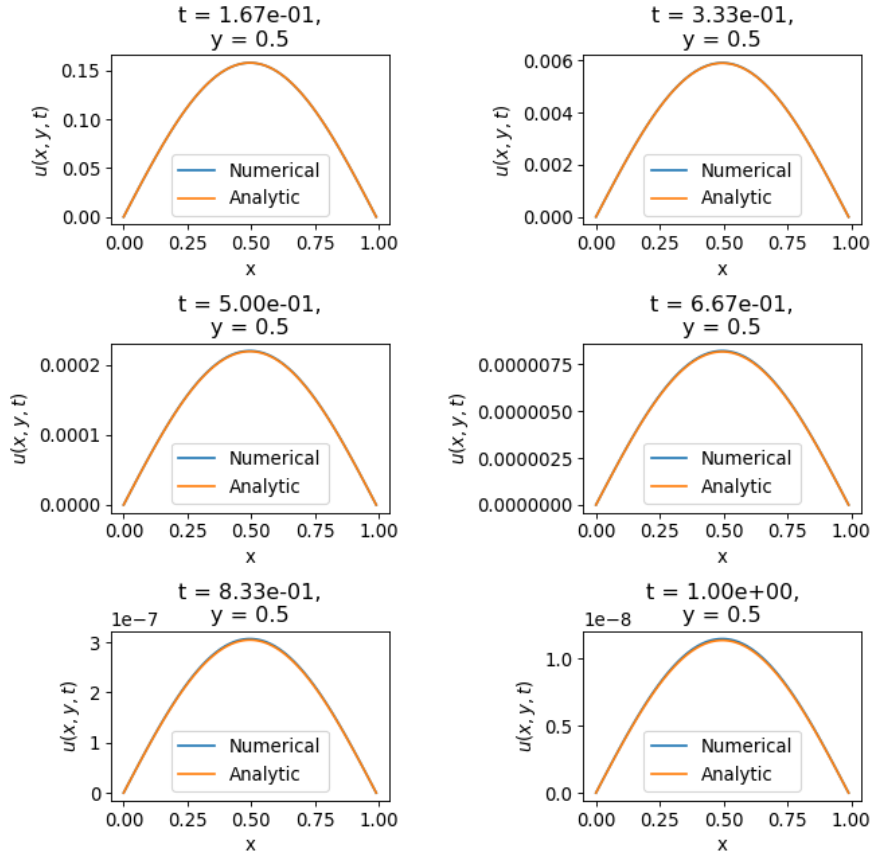 t = 1.67e-01,
y = 0.5
0.15
0.10
0.05
0.00
u(x, y, t)
Numerical
Analytic
0.00 0.25 0.50 0.75 1.00
x
t = 3.33e-01,
y = 0.5
0.006
0.004
0.002
0.000
u(x, y, t)
Numerical
Analytic
0.00 0.25 0.50 0.75 1.00
x
t = 5.00e-01,
y = 0.5
0.0002
0.0001
0.0000
u(x, y, t)
Numerical
Analytic
0.00 0.25 0.50 0.75 1.00
x
t = 6.67e-01,
y = 0.5
0.0000075
0.0000050
0.0000025
0.0000000
u(x, y, t)
Numerical
Analytic
0.00 0.25 0.50 0.75 1.00
x
t = 8.33e-01,
y = 0.5
1e−7
3
2
1
0
u(x, y, t)
Numerical
Analytic
0.00 0.25 0.50 0.75 1.00
x
t = 1.00e+00,
y = 0.5
1e−8
1.0
0.5
0.0
u(x, y, t)
Numerical
Analytic
0.00 0.25 0.50 0.75 1.00
x